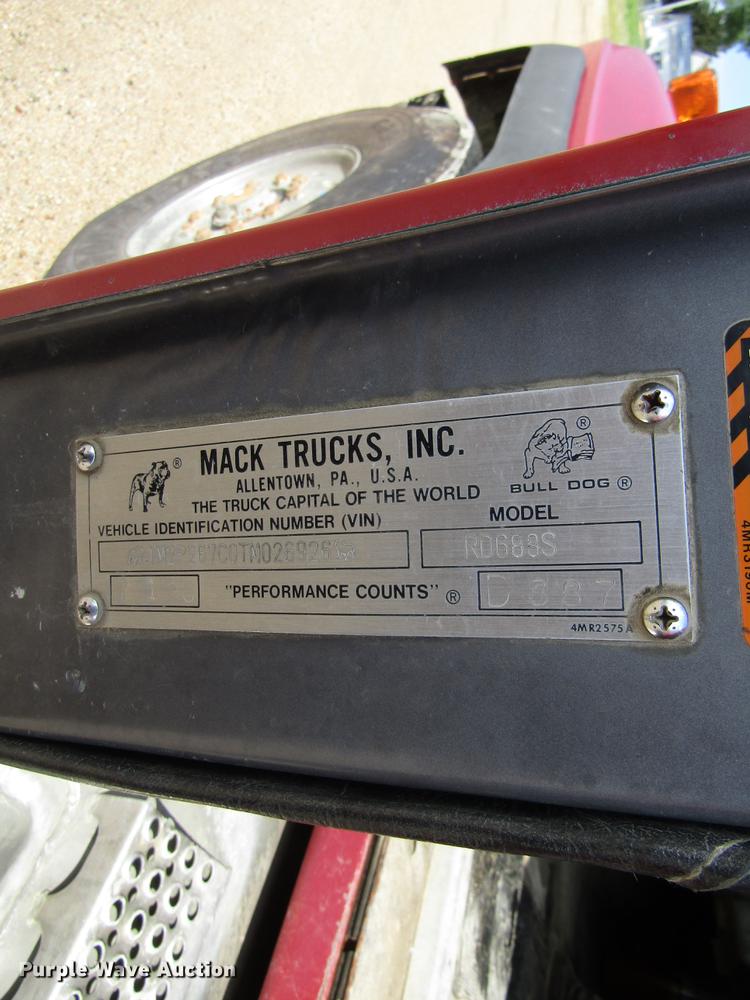 MACK TRUCKS, INC.
ALLENTOWN, PA., U.S.A.
THE TRUCK CAPITAL OF THE WORLD
BULL DOG ®
VEHICLE IDENTIFICATION NUMBER (VIN)
MODEL
RD688S
"PERFORMANCE COUNTS" ®
4MR2575A
Purple Wave Auction